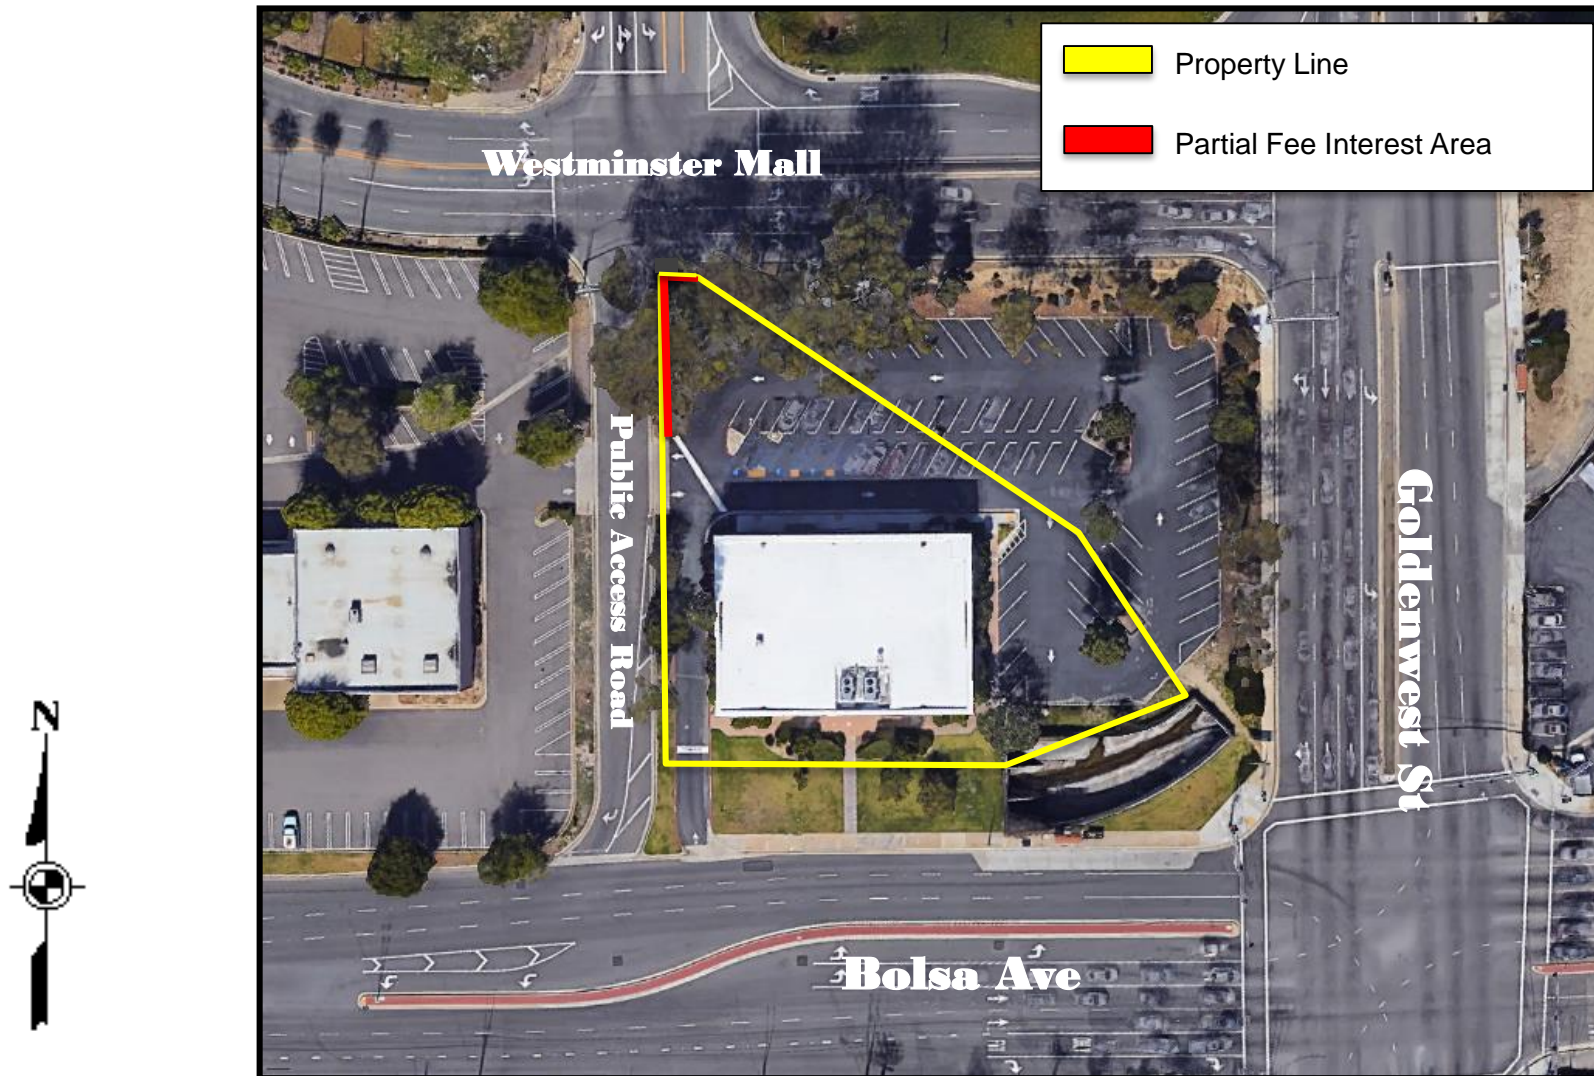 Property Line
Partial Fee Interest Area
Westminster Mall
Public Access Road
Goldenwest St
Bolsa Ave
N